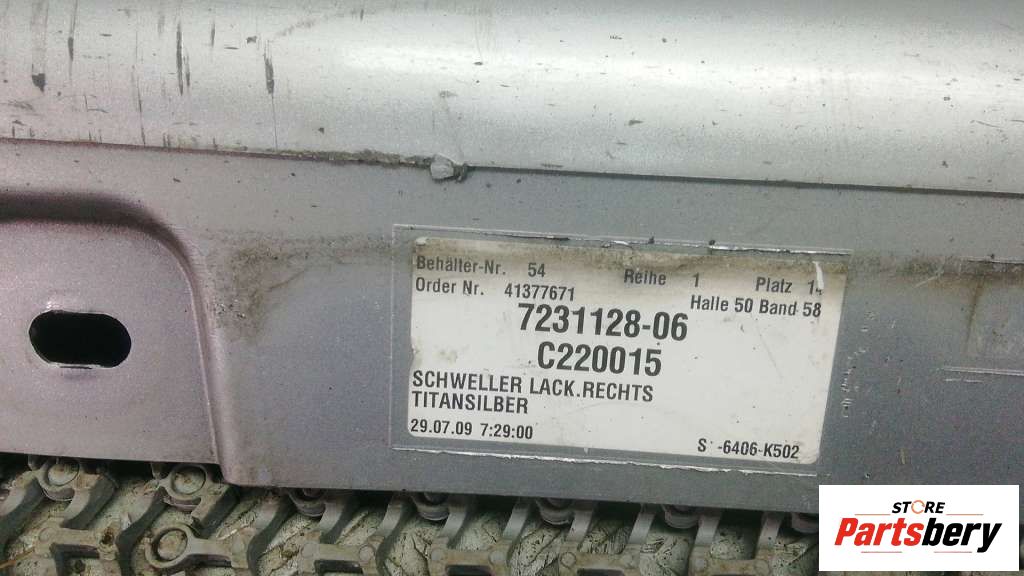 Behälter-Nr. 54 Reihe 1 Platz 14
Order Nr. 41377671 Halle 50 Band 58
7231128-06
C220015
SCHWELLER LACK.RECHTS
TITANSILBER
29.07.09 7:29:00 -6406-K502
STORE
Partsbery